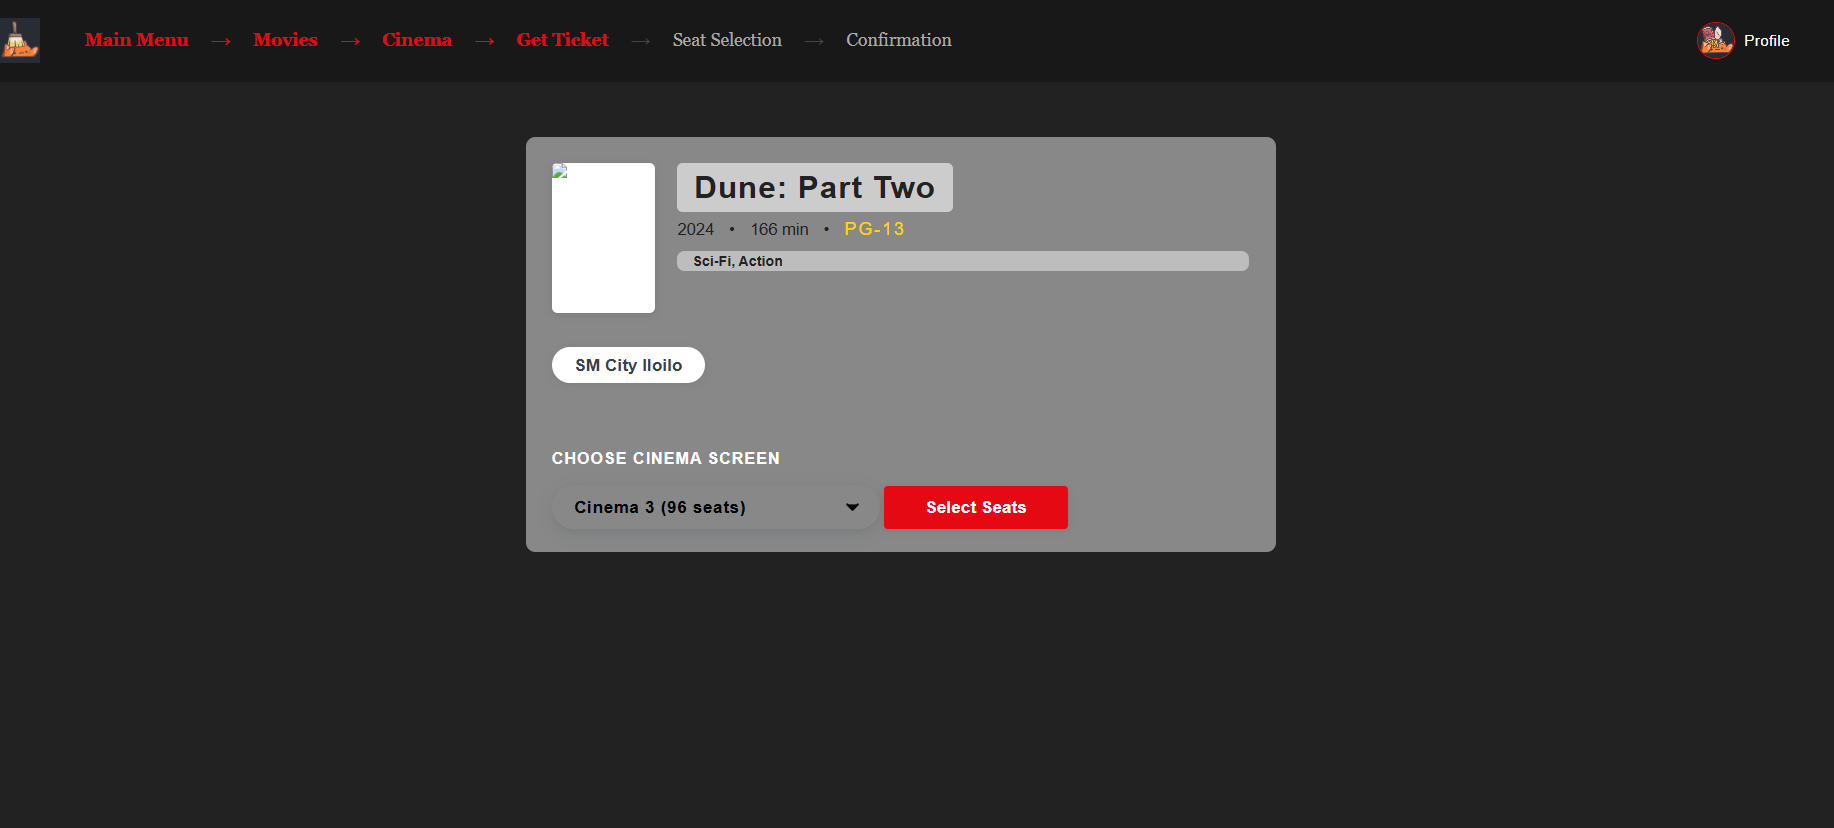 Main Menu → Movies → Cinema → Get Ticket → Seat Selection → Confirmation
Profile
Dune: Part Two
2024 • 166 min • PG-13
Sci-Fi, Action
SM City Iloilo
CHOOSE CINEMA SCREEN
Cinema 3 (96 seats)
Select Seats